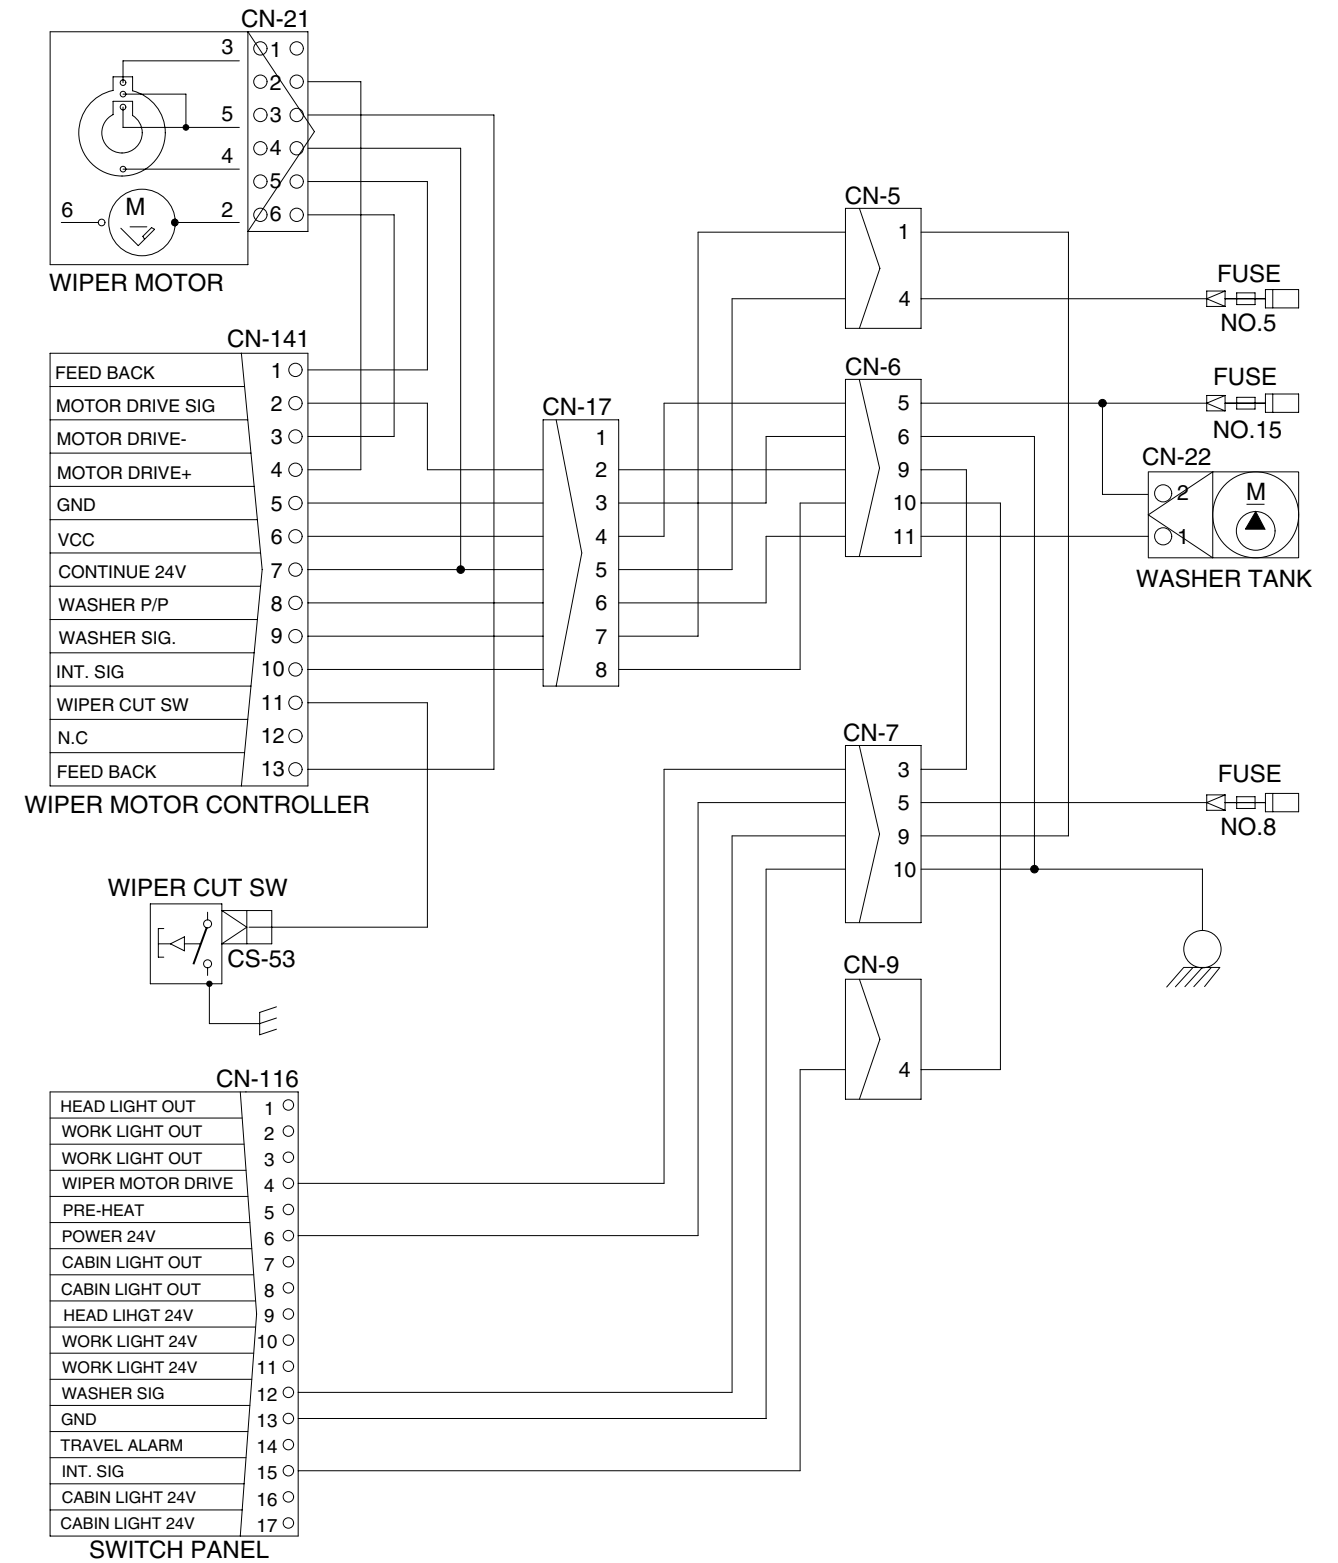 CN-21
3
5
4
6
M
2
1
2
3
4
5
6
WIPER MOTOR
CN-141
FEED BACK 1
MOTOR DRIVE SIG 2
MOTOR DRIVE- 3
MOTOR DRIVE+ 4
GND 5
VCC 6
CONTINUE 24V 7
WASHER P/P 8
WASHER SIG. 9
INT. SIG 10
WIPER CUT SW 11
N.C 12
FEED BACK 13
WIPER MOTOR CONTROLLER
CN-17
1
2
3
4
5
6
7
8
CN-5
1
4
FUSE
NO.5
CN-6
5
6
9
10
11
FUSE
NO.15
CN-22
2
1
M
WASHER TANK
CN-7
3
5
9
10
FUSE
NO.8
CN-9
4
WIPER CUT SW
CS-53
CN-116
HEAD LIGHT OUT 1
WORK LIGHT OUT 2
WORK LIGHT OUT 3
WIPER MOTOR DRIVE 4
PRE-HEAT 5
POWER 24V 6
CABIN LIGHT OUT 7
CABIN LIGHT OUT 8
HEAD LIHGT 24V 9
WORK LIGHT 24V 10
WORK LIGHT 24V 11
WASHER SIG 12
GND 13
TRAVEL ALARM 14
INT. SIG 15
CABIN LIGHT 24V 16
CABIN LIGHT 24V 17
SWITCH PANEL